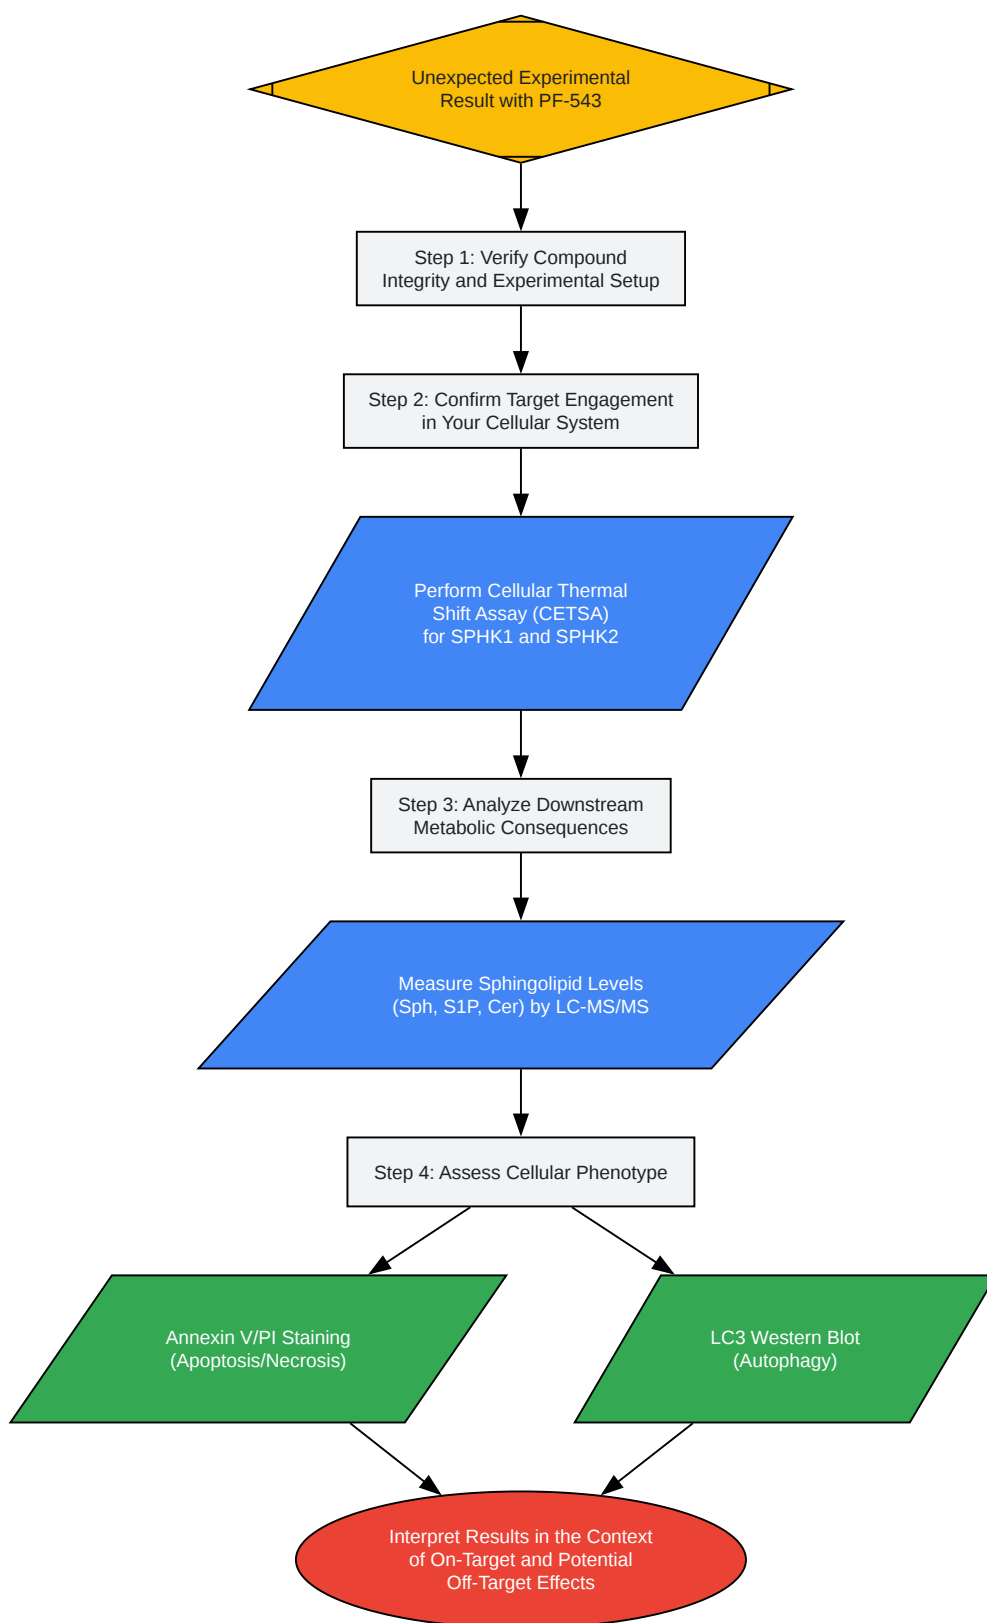 Unexpected Experimental
Result with PF-543
Step 1: Verify Compound
Integrity and Experimental Setup
Step 2: Confirm Target Engagement
in Your Cellular System
Perform Cellular Thermal
Shift Assay (CETSA)
for SPHK1 and SPHK2
Step 3: Analyze Downstream
Metabolic Consequences
Measure Sphingolipid Levels
(Sph, S1P, Cer) by LC-MS/MS
Step 4: Assess Cellular Phenotype
Annexin V/PI Staining
(Apoptosis/Necrosis)
LC3 Western Blot
(Autophagy)
Interpret Results in the Context
of On-Target and Potential
Off-Target Effects